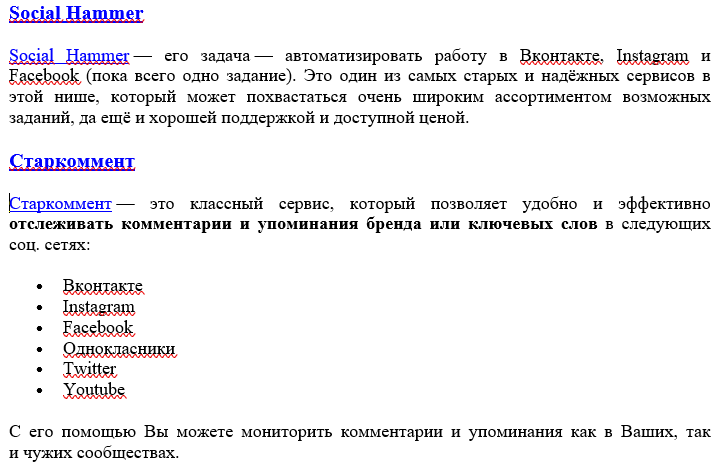 Social Hammer
Social Hammer — его задача — автоматизировать работу в Вконтакте, Instagram и
Facebook (пока всего одно задание). Это один из самых старых и надёжных сервисов в
этой нише, который может похвастаться очень широким ассортиментом возможных
заданий, да ещё и хорошей поддержкой и доступной ценой.
Старкоммент
Старкоммент — это классный сервис, который позволяет удобно и эффективно
отслеживать комментарии и упоминания бренда или ключевых слов в следующих
соц. сетях:
• Вконтакте
• Instagram
• Facebook
• Однокласники
• Twitter
• Youtube
С его помощью Вы можете мониторить комментарии и упоминания как в Ваших, так
и чужих сообществах.